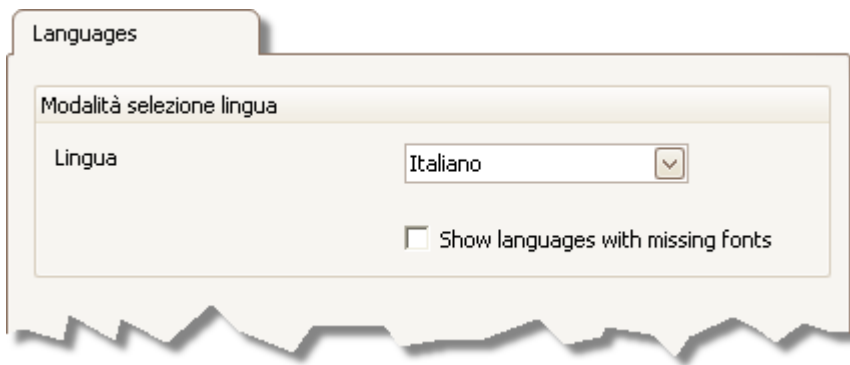 Languages
Modalità selezione lingua
Lingua
Italiano
Show languages with missing fonts